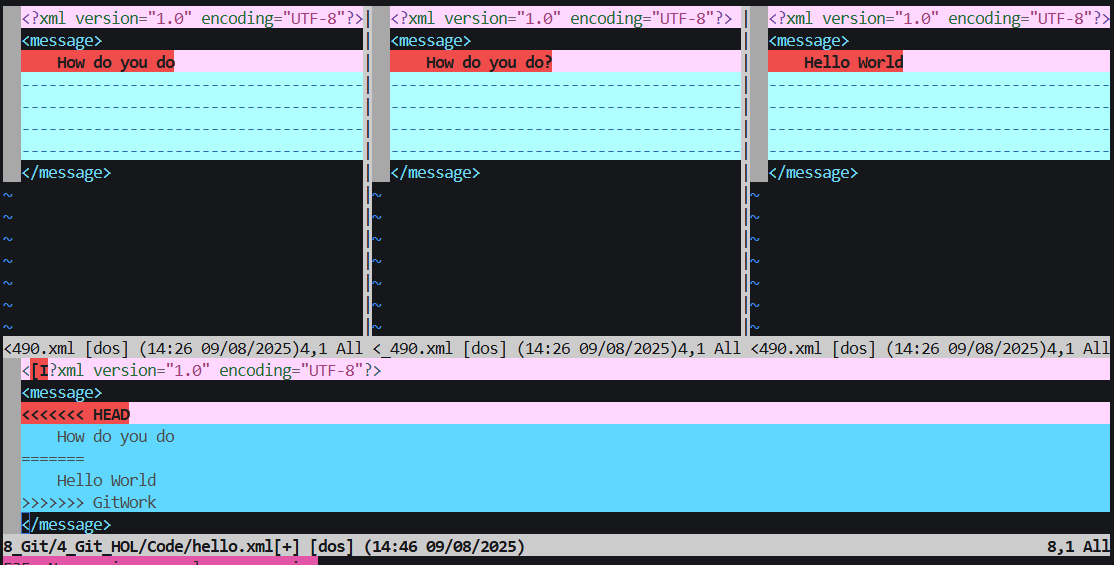 <?xml version="1.0" encoding="UTF-8"?>
<message>
    How do you do
</message>
~
~
~
~
~
~
~
<490.xml [dos] (14:26 09/08/2025)4,1 All
<?xml version="1.0" encoding="UTF-8"?>
<message>
    How do you do?
</message>
~
~
~
~
~
~
~
<_490.xml [dos] (14:26 09/08/2025)4,1 All
<?xml version="1.0" encoding="UTF-8"?>
<message>
    Hello World
</message>
~
~
~
~
~
~
~
<490.xml [dos] (14:26 09/08/2025)4,1 All
<[I?xml version="1.0" encoding="UTF-8"?>
<message>
<<<<<<< HEAD
    How do you do
=======
    Hello World
>>>>>>> GitWork
</message>
8_Git/4_Git_HOL/Code/hello.xml[+] [dos] (14:46 09/08/2025) 8,1 All